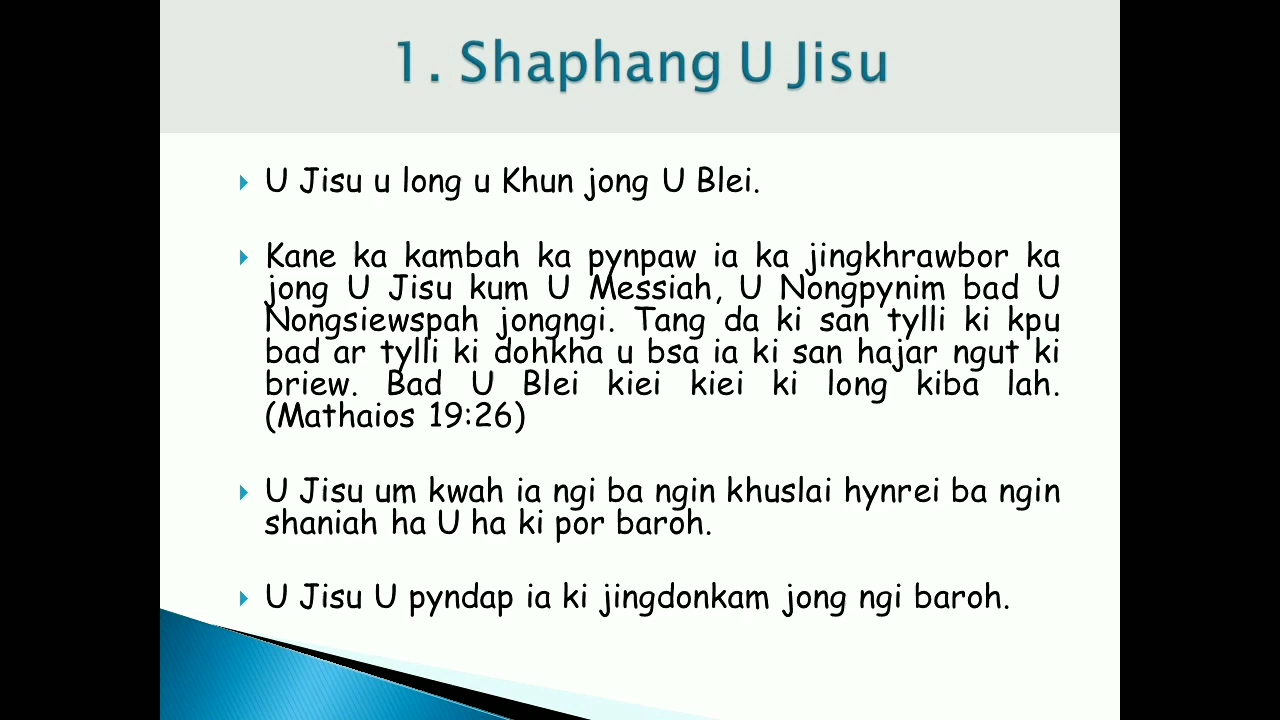 1. Shaphang U Jisu
U Jisu u long u Khun jong U Blei.
Kane ka kambah ka pynpaw ia ka jingkhrawbor ka
jong U Jisu kum U Messiah, U Nongpynim bad U
Nongsiewspah jongngi. Tang da ki san tylli ki kpu
bad ar tylli ki dohkha u bsa ia ki san hajar ngut ki
briew. Bad U Blei kiei kiei ki long kiba lah.
(Mathaios 19:26)
U Jisu um kwah ia ngi ba ngin khuslai hynrei ba ngin
shaniah ha U ha ki por baroh.
U Jisu U pyndap ia ki jingdonkam jong ngi baroh.